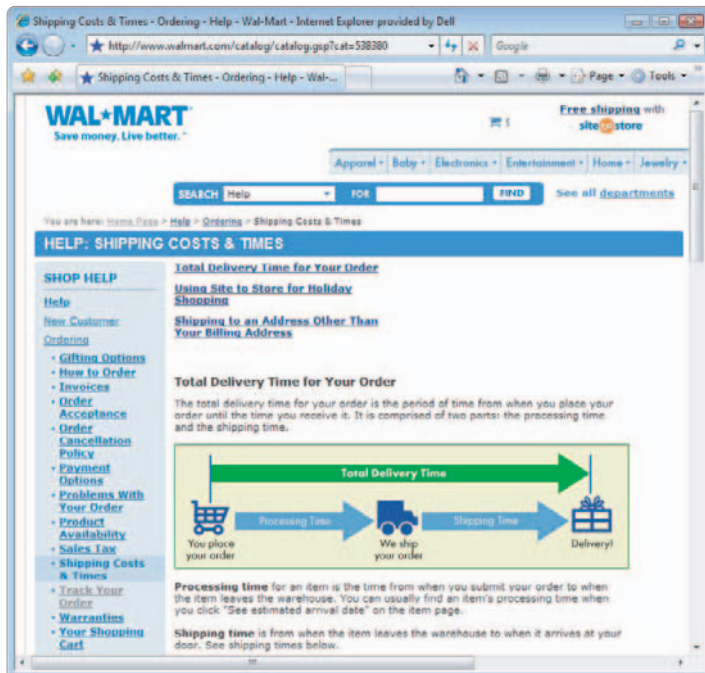 Shipping Costs & Times - Ordering - Help - Wal-Mart - Internet Explorer provided by Dell
http://www.walmart.com/catalog/catalog.gsp?cat=538380
Google
Shipping Costs & Times - Ordering - Help - Wal-...
Page
Tools
WAL★MART
Save money. Live better.
Free shipping with
site to store
Apparel
Baby
Electronics
Entertainment
Home
Jewelry
SEARCH
Help
FOR
FIND
See all departments
You are here: Home Page > Help > Ordering > Shipping Costs & Times
HELP: SHIPPING COSTS & TIMES
SHOP HELP
Help
New Customer
Ordering
• Gifting Options
• How to Order
• Invoices
• Order
Acceptance
• Order
Cancellation
Policy
• Payment
Options
• Problems With
Your Order
• Product
Availability
• Sales Tax
• Shipping Costs
& Times
• Track Your
Order
• Warranties
• Your Shopping
Cart
Total Delivery Time for Your Order
Using Site to Store for Holiday
Shopping
Shipping to an Address Other Than
Your Billing Address
Total Delivery Time for Your Order
The total delivery time for your order is the period of time from when you place your
order until the time you receive it. It is comprised of two parts: the processing time
and the shipping time.
Total Delivery Time
Processing Time
Shipping Time
You place
your order
We ship
your order
Delivery!
Processing time for an item is the time from when you submit your order to when
the item leaves the warehouse. You can usually find an item's processing time when
you click "See estimated arrival date" on the item page.
Shipping time is from when the item leaves the warehouse to when it arrives at your
door. See shipping times below.